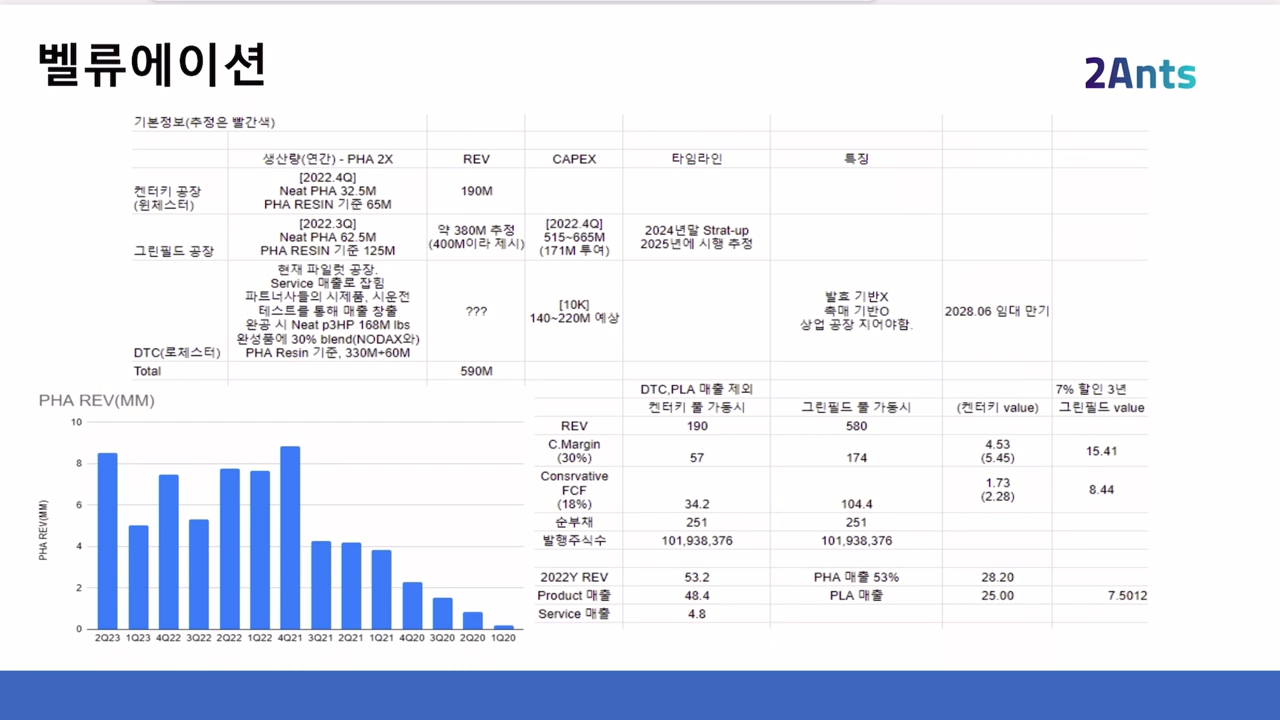 벨류에이션
2Ants
기본정보(추정은 빨간색)
생산량(연간) - PHA 2X REV CAPEX 타임라인 특징
켄터키 공장
(윈체스터)
[2022.4Q]
Neat PHA 32.5M
PHA RESIN 기준 65M
190M
그린필드 공장
[2022.3Q]
Neat PHA 62.5M
PHA RESIN 기준 125M
약 380M 추정
(400M이라 제시)
[2022.4Q]
515~665M
(171M 투여)
2024년말 Strat-up
2025년에 시행 추정
DTC(로체스터)
현재 파일럿 공장.
Service 매출로 잡힘
파트너사들의 시제품, 시운전
테스트를 통해 매출 창출
완공 시 Neat p3HP 168M lbs
완성품에 30% blend(NODAX와)
PHA Resin 기준, 330M+60M
???
[10K]
140~220M 예상
발효 기반X
촉매 기반O
상업 공장 지어야함.
2028.06 임대 만기
Total 590M
PHA REV(MM)
10
8
6
4
2
0
PHA REV(MM)
2Q23 1Q23 4Q22 3Q22 2Q22 1Q22 4Q21 3Q21 2Q21 1Q21 4Q20 3Q20 2Q20 1Q20
DTC,PLA 매출 제외 7% 할인 3년
켄터키 풀 가동시 그린필드 풀 가동시 (켄터키 value) 그린필드 value
REV 190 580
C.Margin
(30%)
57 174
4.53
(5.45)
15.41
Consrvative
FCF
(18%)
34.2 104.4
1.73
(2.28)
8.44
순부채 251 251
발행주식수 101,938,376 101,938,376
2022Y REV 53.2 PHA 매출 53% 28.20
Product 매출 48.4 PLA 매출 25.00 7.5012
Service 매출 4.8